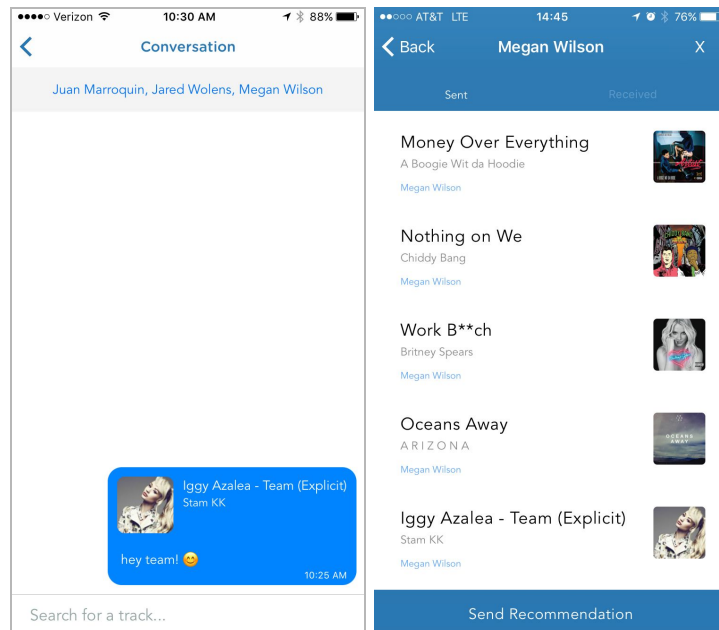 Verizon 10:30 AM 88%
Conversation
Juan Marroquin, Jared Wolens, Megan Wilson
Iggy Azalea - Team (Explicit)
Stam KK
hey team! 😊
10:25 AM
Search for a track...
AT&T LTE 14:45 76%
Back Megan Wilson X
Sent Received
Money Over Everything
A Boogie Wit da Hoodie
Megan Wilson
Nothing on We
Chiddy Bang
Megan Wilson
Work B**ch
Britney Spears
Megan Wilson
Oceans Away
A R I Z O N A
Megan Wilson
OCEANS
AWAY
Iggy Azalea - Team (Explicit)
Stam KK
Megan Wilson
Send Recommendation